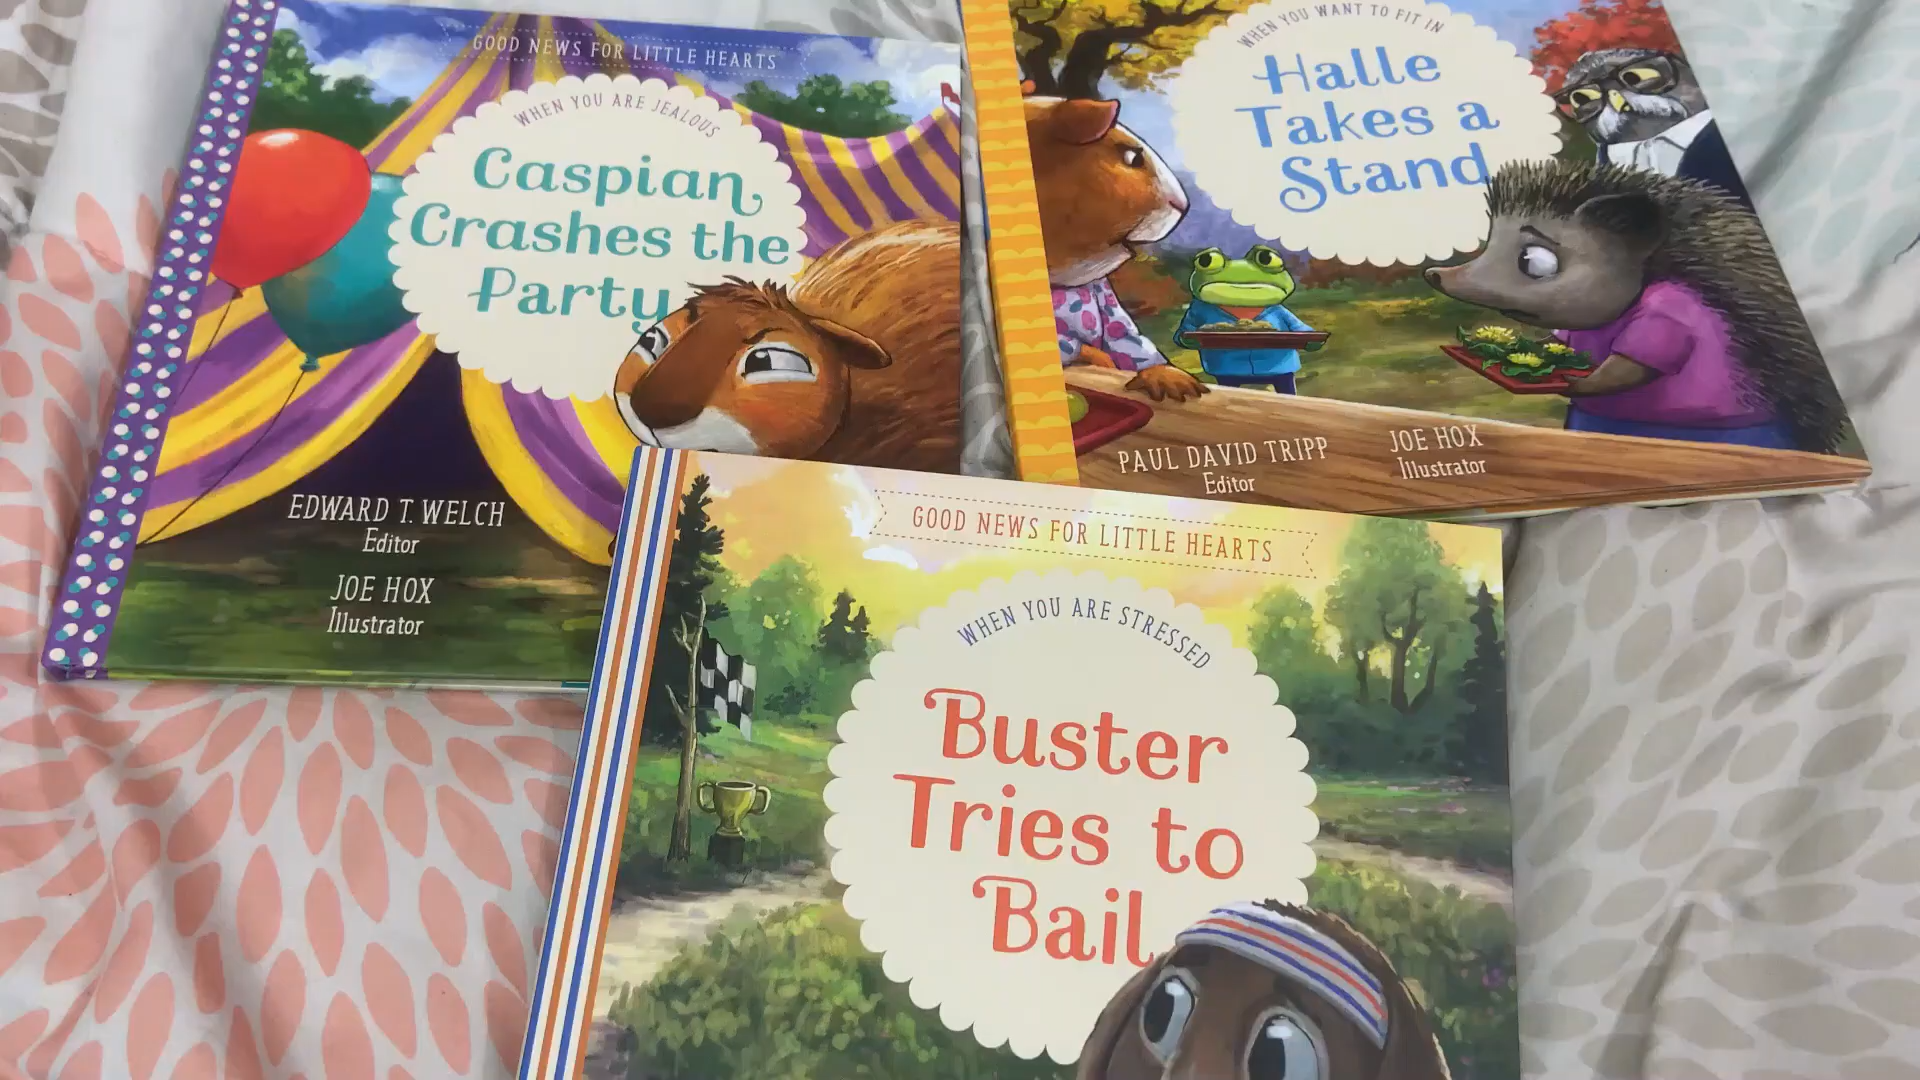 GOOD NEWS FOR LITTLE HEARTS
WHEN YOU ARE JEALOUS
Caspian
Crashes the
Party
EDWARD T. WELCH
Editor
JOE HOX
Illustrator
WHEN YOU WANT TO FIT IN
Halle
Takes a
Stand
PAUL DAVID TRIPP
Editor
JOE HOX
Illustrator
GOOD NEWS FOR LITTLE HEARTS
WHEN YOU ARE STRESSED
Buster
Tries to
Bail